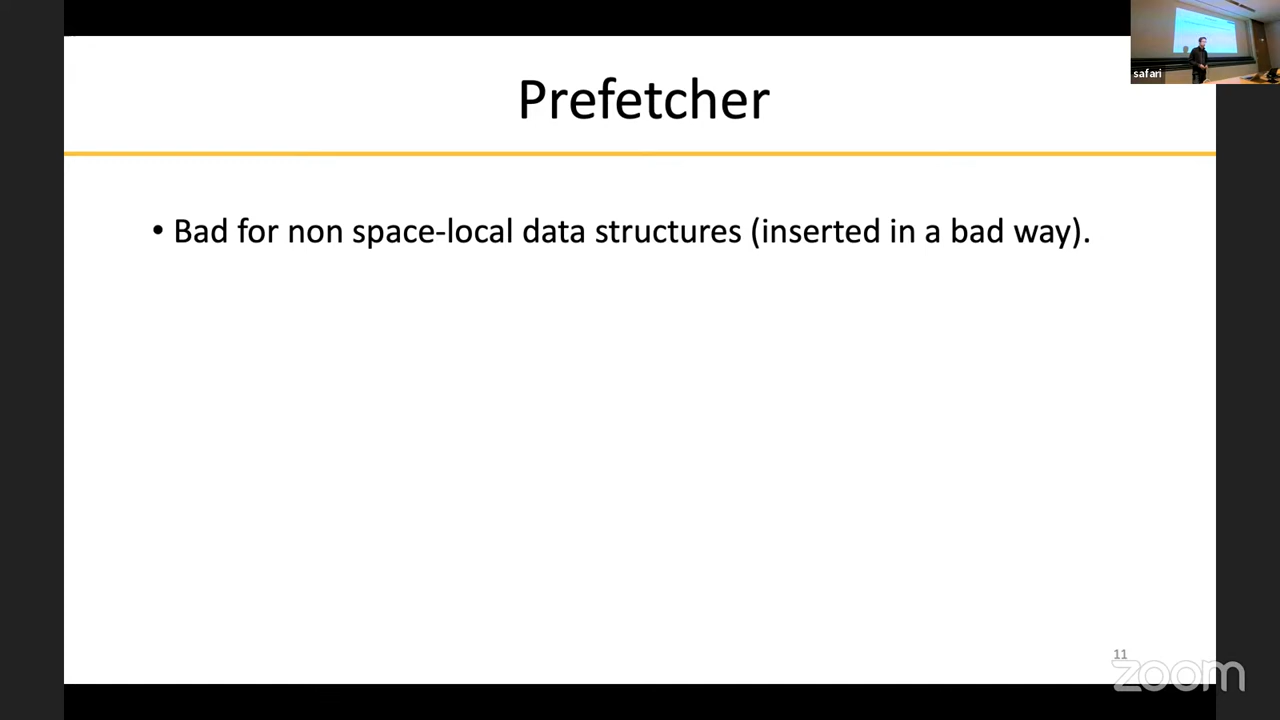 safari
Prefetcher
• Bad for non space-local data structures (inserted in a bad way).
11
zoom